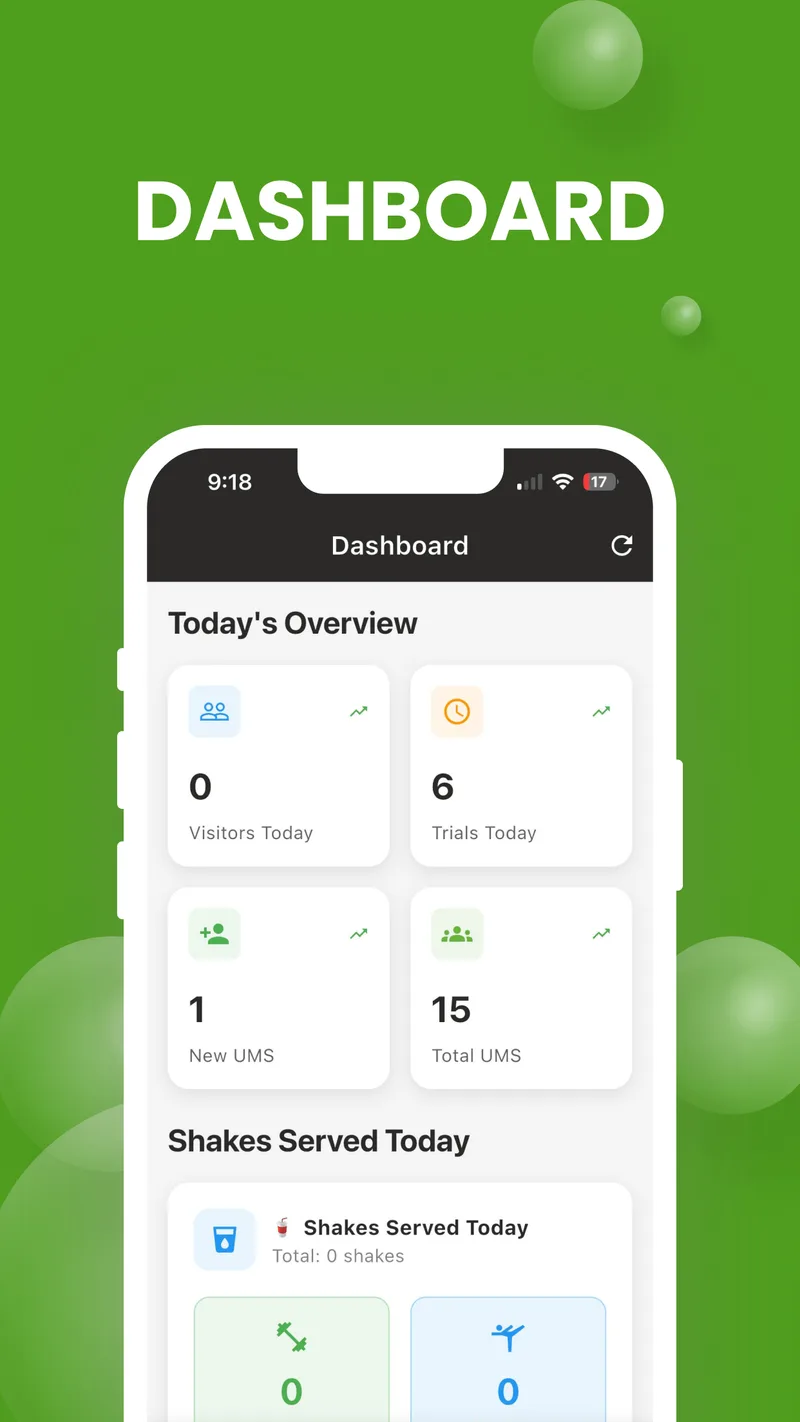 DASHBOARD
9:18
17
Dashboard
Today's Overview
0
Visitors Today
6
Trials Today
1
New UMS
15
Total UMS
Shakes Served Today
Shakes Served Today
Total: 0 shakes
0
0